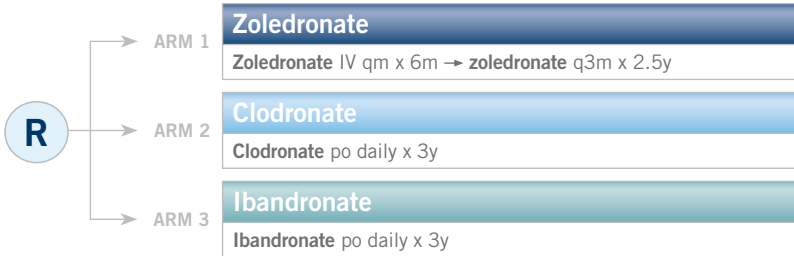 Zoledronate
ARM 1
Zoledronate IV qm x 6m → zoledronate q3m x 2.5y
Clodronate
R
ARM 2
Clodronate po daily x 3y
Ibandronate
ARM 3
Ibandronate po daily x 3y